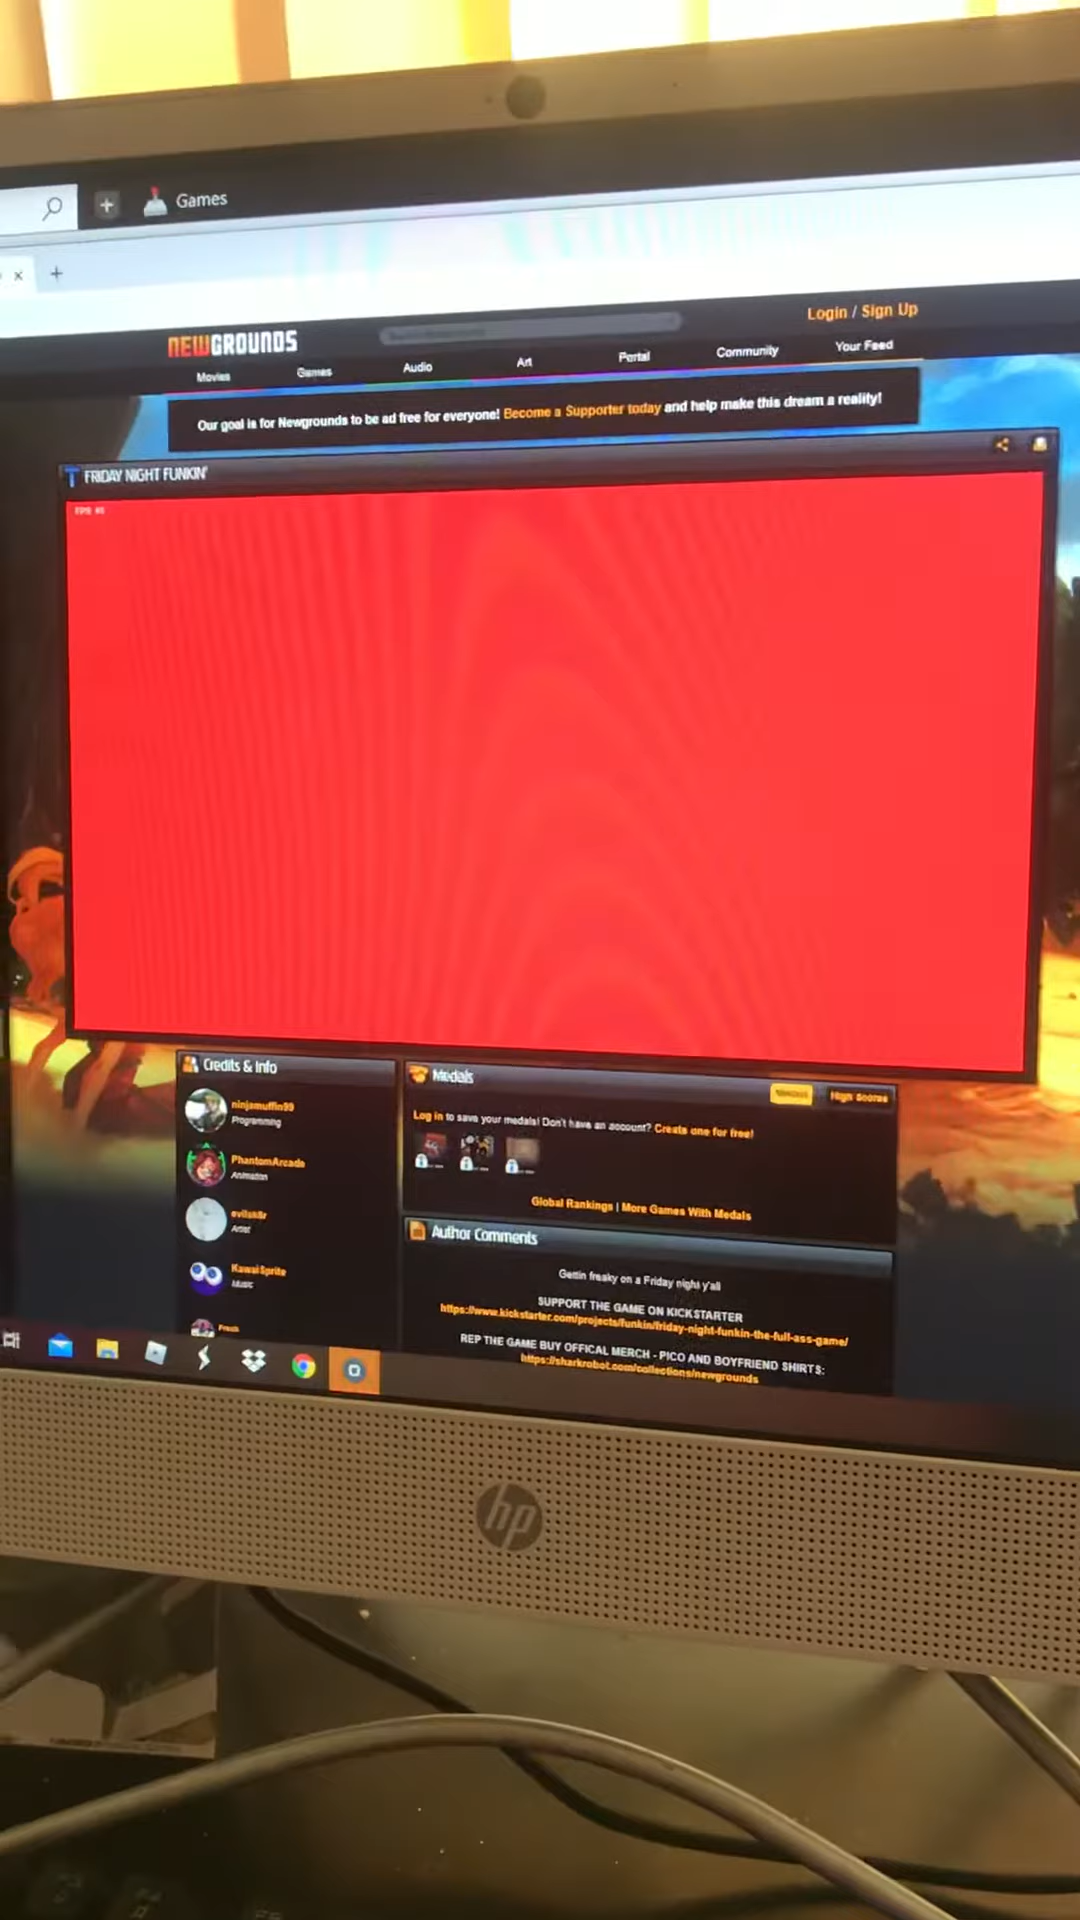 Games
NEWGROUNDS
Login / Sign Up
Movies Games Audio Art Portal Community Your Feed
Our goal is for Newgrounds to be ad free for everyone! Become a Supporter today and help make this dream a reality!
FRIDAY NIGHT FUNKIN'
Credits & Info
ninjamuffin99
Programming
PhantomArcade
Animation
evilsk8r
Artist
KawaiSprite
Music
Medals
High Scores
Log in to save your medals! Don't have an account? Create one for free!
Global Rankings | More Games With Medals
Author Comments
Gettin freaky on a Friday night y'all
SUPPORT THE GAME ON KICKSTARTER
https://www.kickstarter.com/projects/funkin/friday-night-funkin-the-full-ass-game/
REP THE GAME BUY OFFICAL MERCH - PICO AND BOYFRIEND SHIRTS:
https://sharkrobot.com/collections/newgrounds
hp